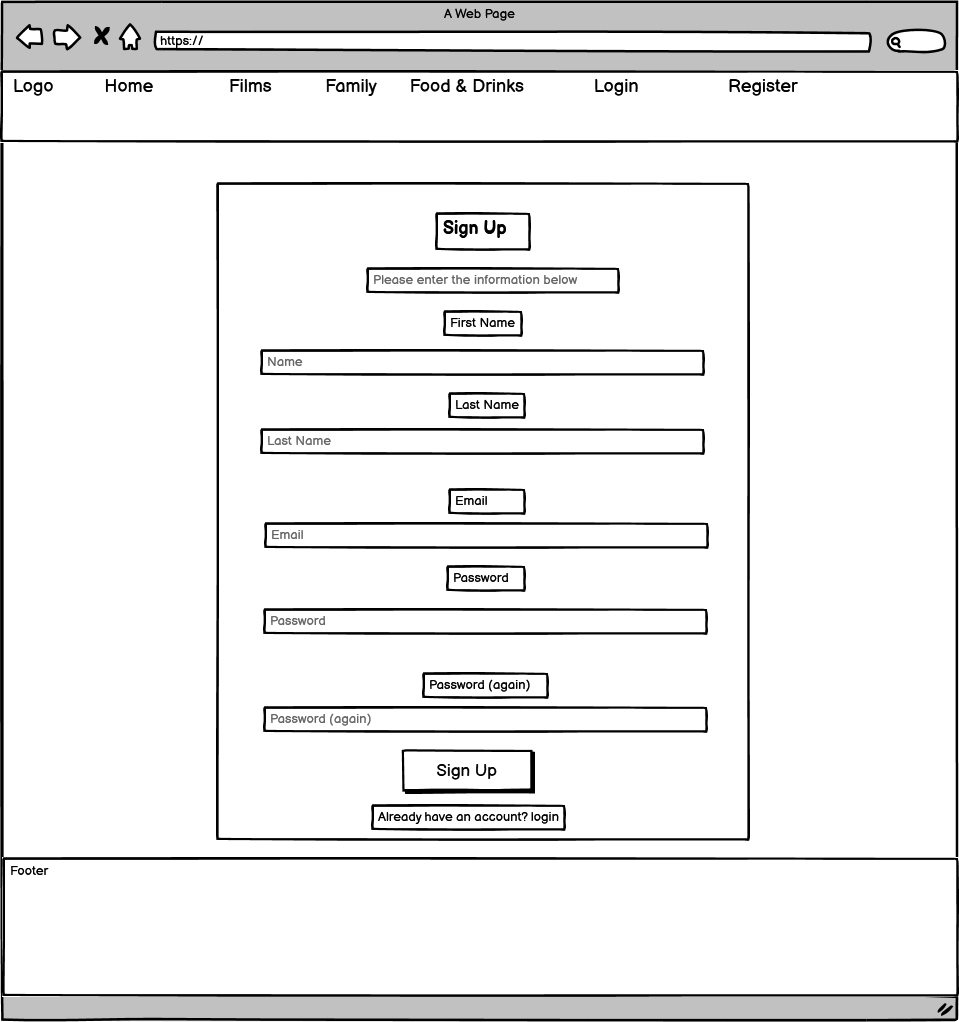 A Web Page
https://
Logo Home Films Family Food & Drinks Login Register
Sign Up
Please enter the information below
First Name
Name
Last Name
Last Name
Email
Email
Password
Password
Password (again)
Password (again)
Sign Up
Already have an account? login
Footer